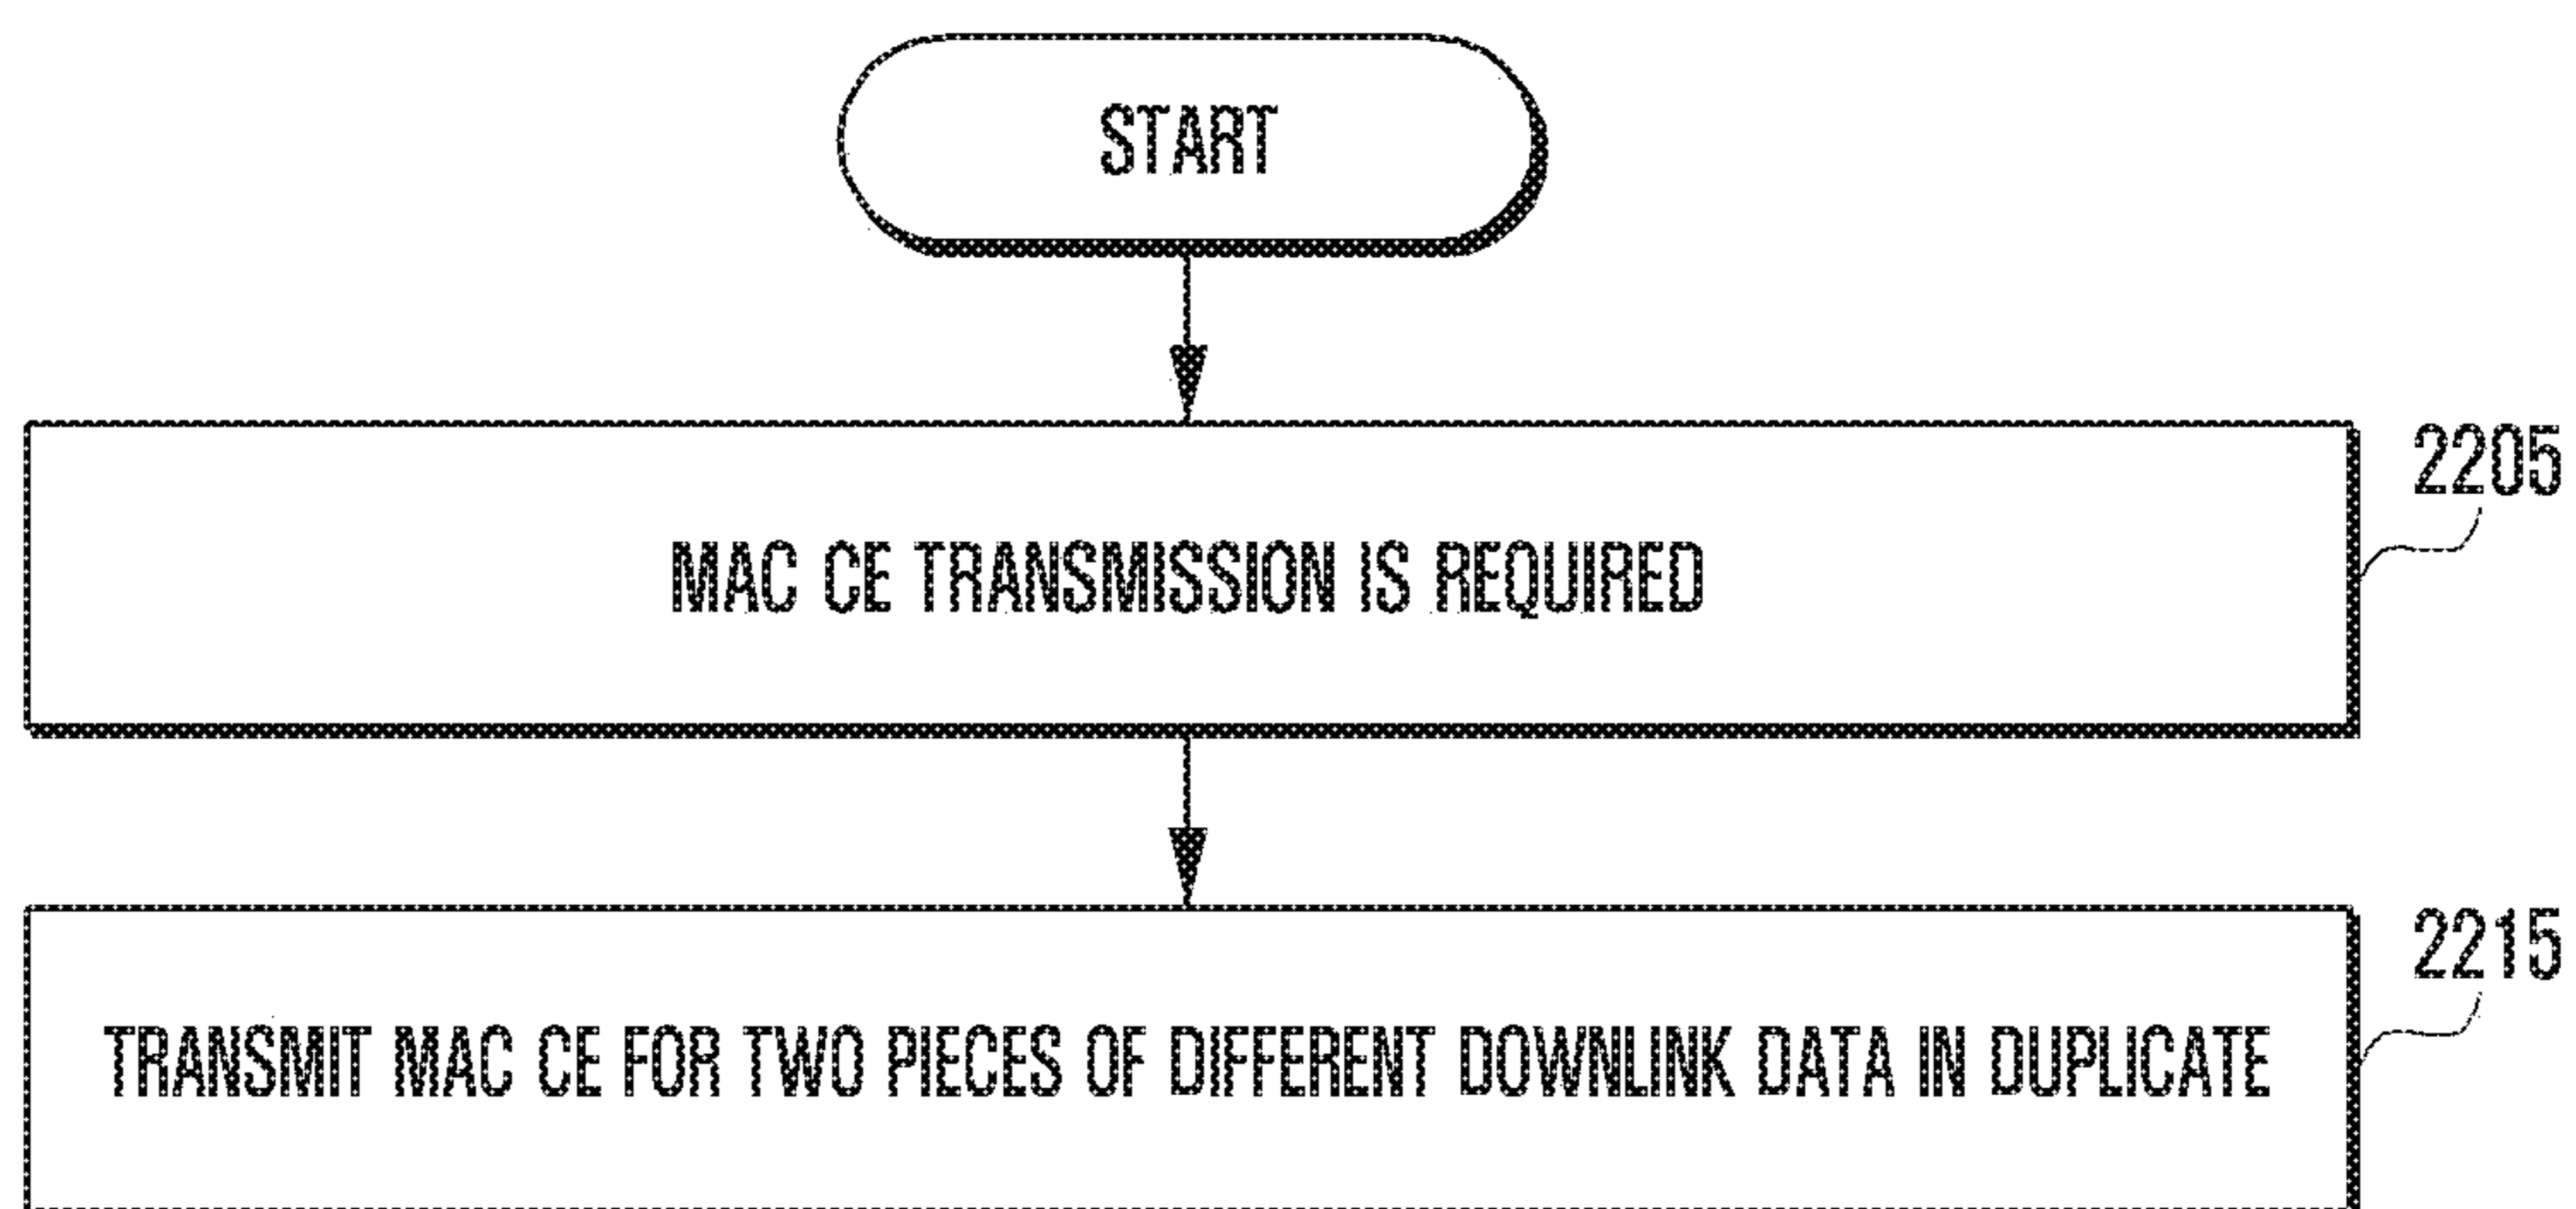 START
2205
MAC CE TRANSMISSION IS REQUIRED
2215
TRANSMIT MAC CE FOR TWO PIECES OF DIFFERENT DOWNLINK DATA IN DUPLICATE